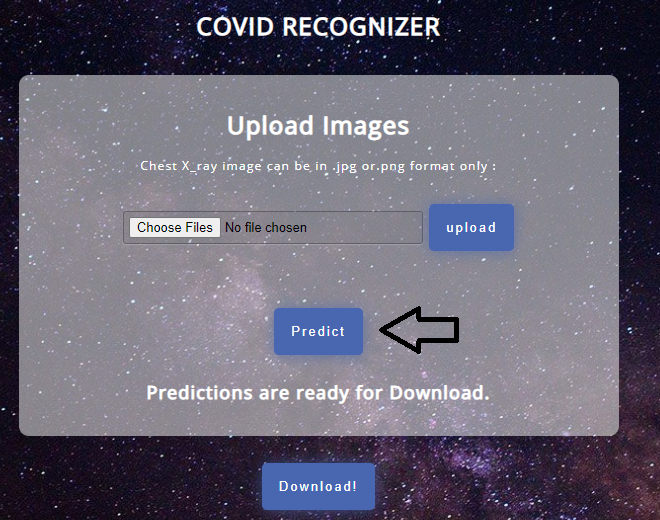 COVID RECOGNIZER
Upload Images
Chest X_ray image can be in .jpg or.png format only :
Choose Files No file chosen
upload
Predict
Predictions are ready for Download.
Download!